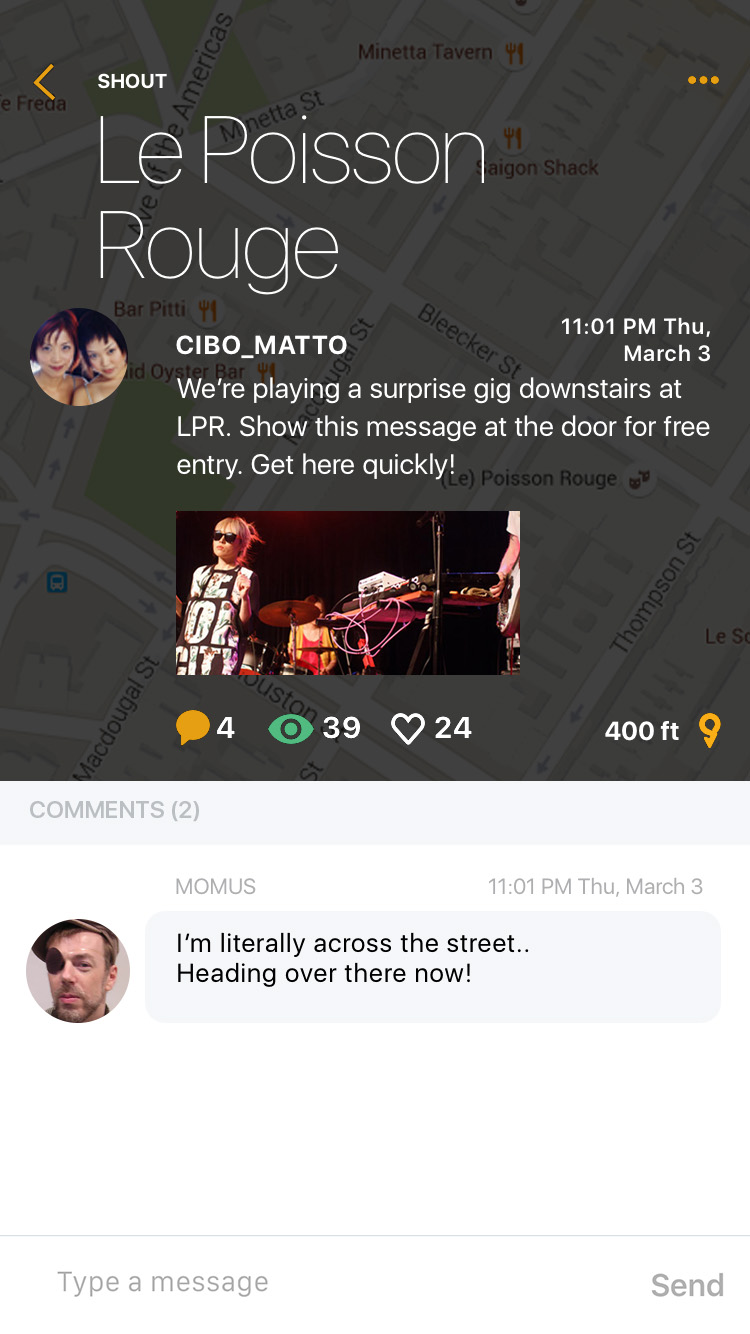 Minetta Tavern
SHOUT
e Freda
Ave of the Americas
Minetta St
Le Poisson
Saigon Shack
Rouge
Bar Pitti
Bleecker St
11:01 PM Thu,
March 3
CIBO_MATTO
id Oyster Bar
Macdougal St
We're playing a surprise gig downstairs at
LPR. Show this message at the door for free
entry. Get here quickly!
(Le) Poisson Rouge
Thompson St
Le So
Macdougal St
Houston
St
4 39 24 400 ft
COMMENTS (2)
MOMUS 11:01 PM Thu, March 3
I'm literally across the street..
Heading over there now!
Type a message Send